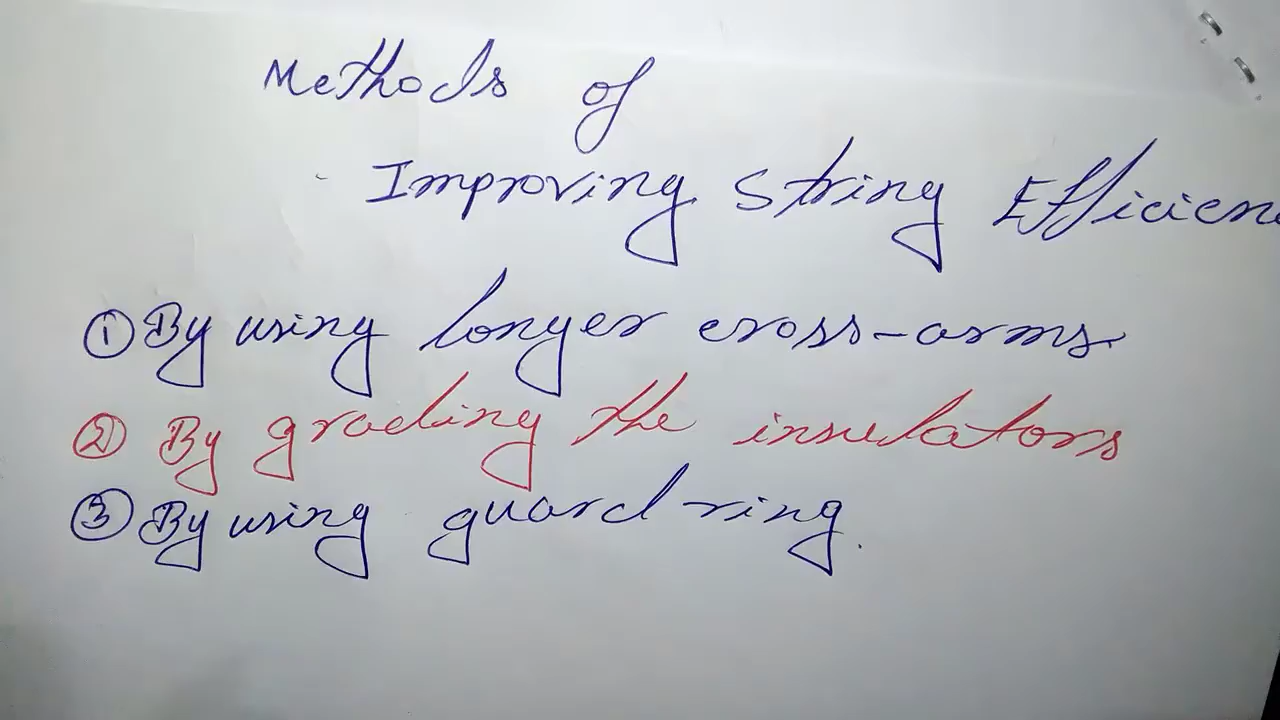 Methods of
Improving String Efficien
① By using longer cross-arms.
② By grading the insulators
③ By using guard-ring.